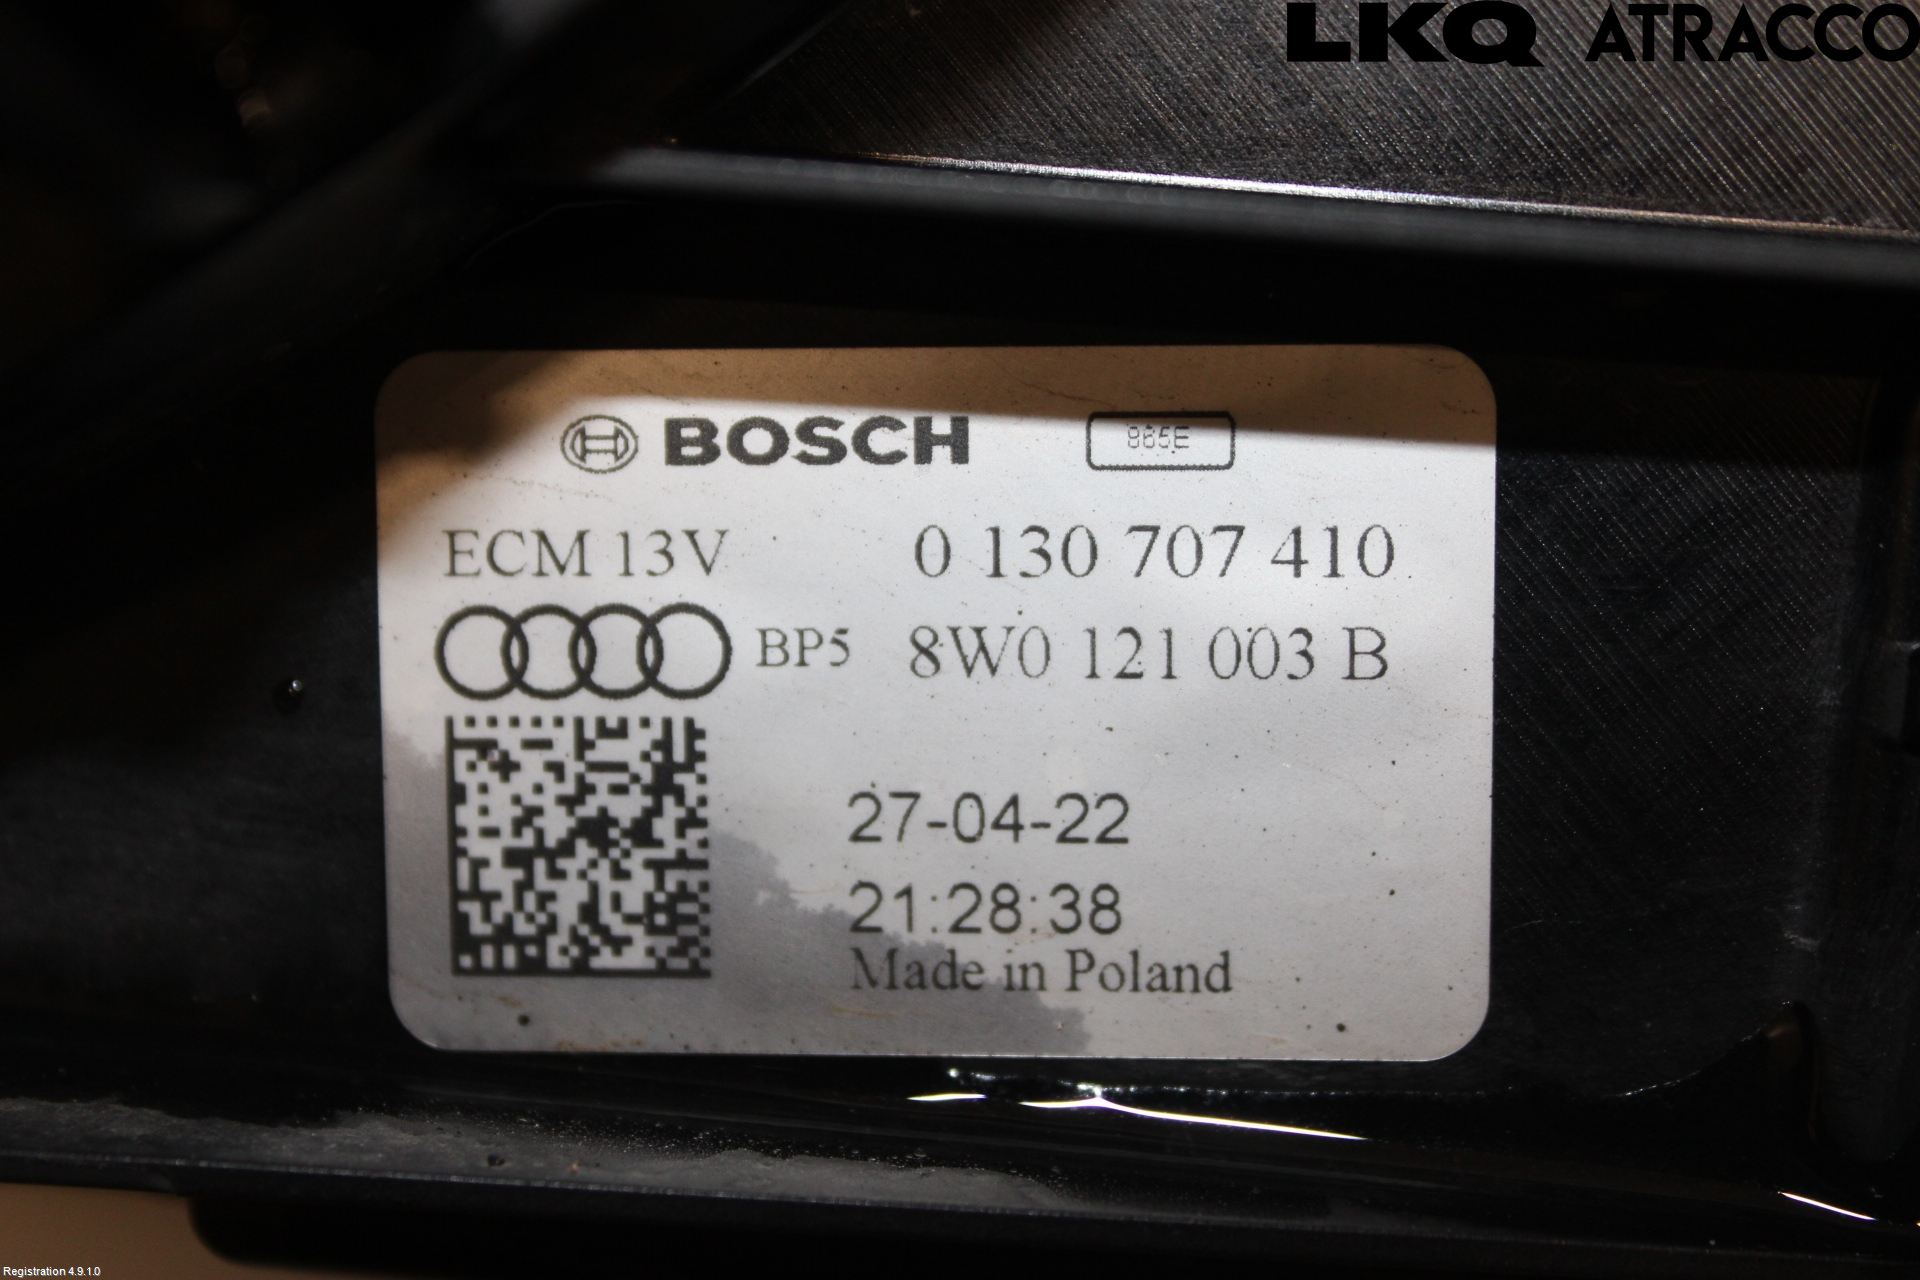 LKQ ATRACCO
BOSCH
865E
ECM 13V 0 130 707 410
BP5 8W0 121 003 B
27-04-22
21:28:38
Made in Poland
Registration 4.9.1.0